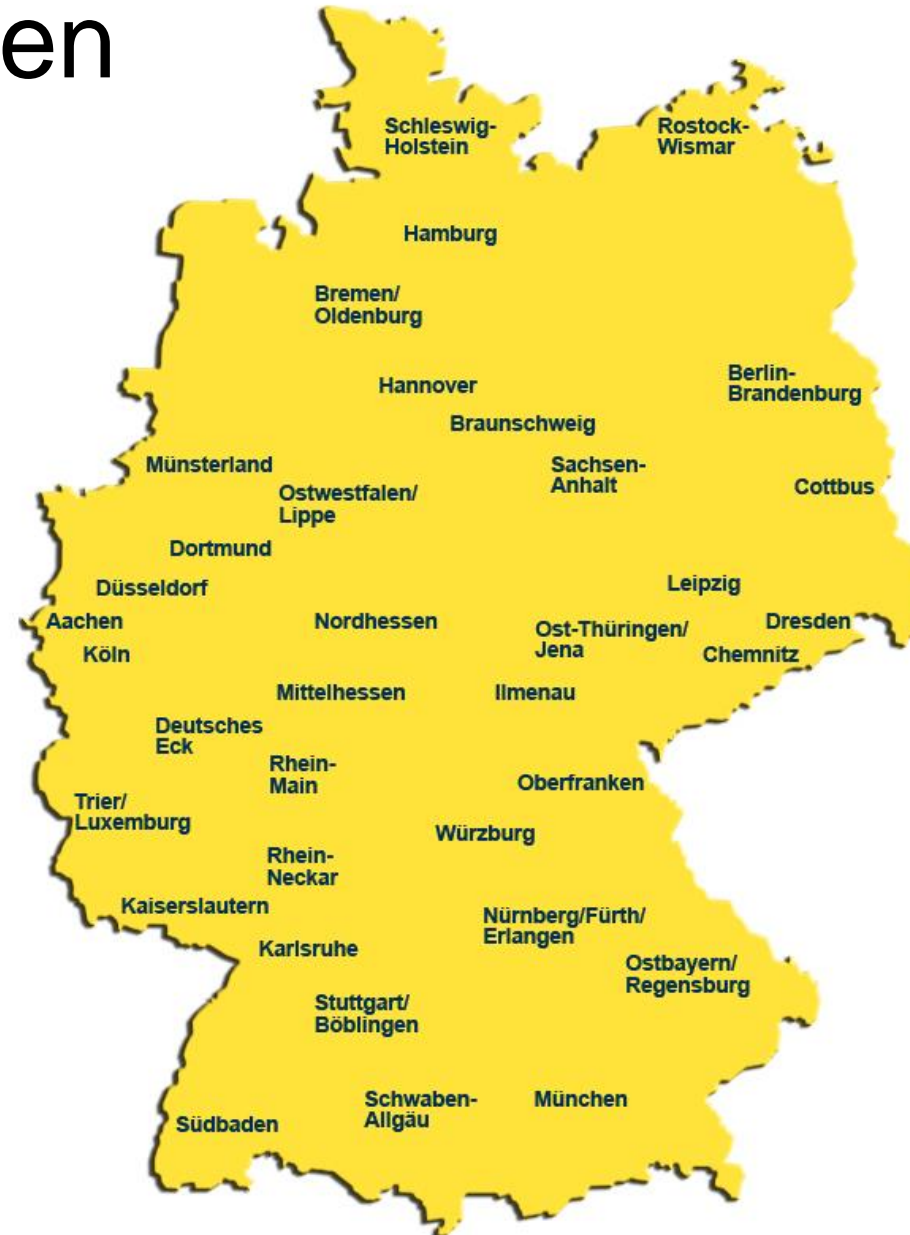 en
Schleswig-
Holstein
Rostock-
Wismar
Hamburg
Bremen/
Oldenburg
Hannover
Berlin-
Brandenburg
Braunschweig
Münsterland
Sachsen-
Anhalt
Cottbus
Ostwestfalen/
Lippe
Dortmund
Düsseldorf
Leipzig
Aachen
Nordhessen
Ost-Thüringen/
Jena
Dresden
Köln
Chemnitz
Mittelhessen
Ilmenau
Deutsches
Eck
Rhein-
Main
Oberfranken
Trier/
Luxemburg
Würzburg
Rhein-
Neckar
Kaiserslautern
Nürnberg/Fürth/
Erlangen
Karlsruhe
Ostbayern/
Regensburg
Stuttgart/
Böblingen
Schwaben-
Allgäu
München
Südbaden